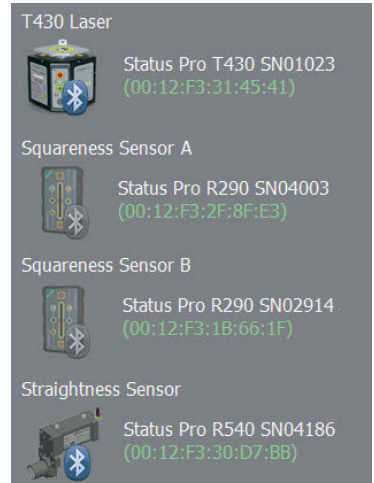 T430 Laser
Status Pro T430 SN01023
(00:12:F3:31:45:41)
Squareness Sensor A
Status Pro R290 SN04003
(00:12:F3:2F:8F:E3)
Squareness Sensor B
Status Pro R290 SN02914
(00:12:F3:1B:66:1F)
Straightness Sensor
Status Pro R540 SN04186
(00:12:F3:30:D7:BB)